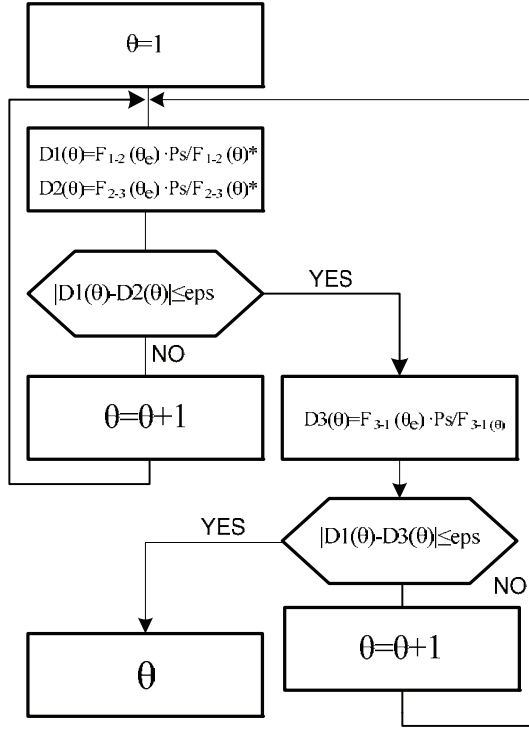 θ=1
D1(θ)=F₁₋₂(θₑ)·Ps/F₁₋₂(θ)*
D2(θ)=F₂₋₃(θₑ)·Ps/F₂₋₃(θ)*
|D1(θ)-D2(θ)|≤eps
YES
NO
θ=θ+1
D3(θ)=F₃₋₁(θₑ)·Ps/F₃₋₁(θ)
|D1(θ)-D3(θ)|≤eps
YES
NO
θ=θ+1
θ